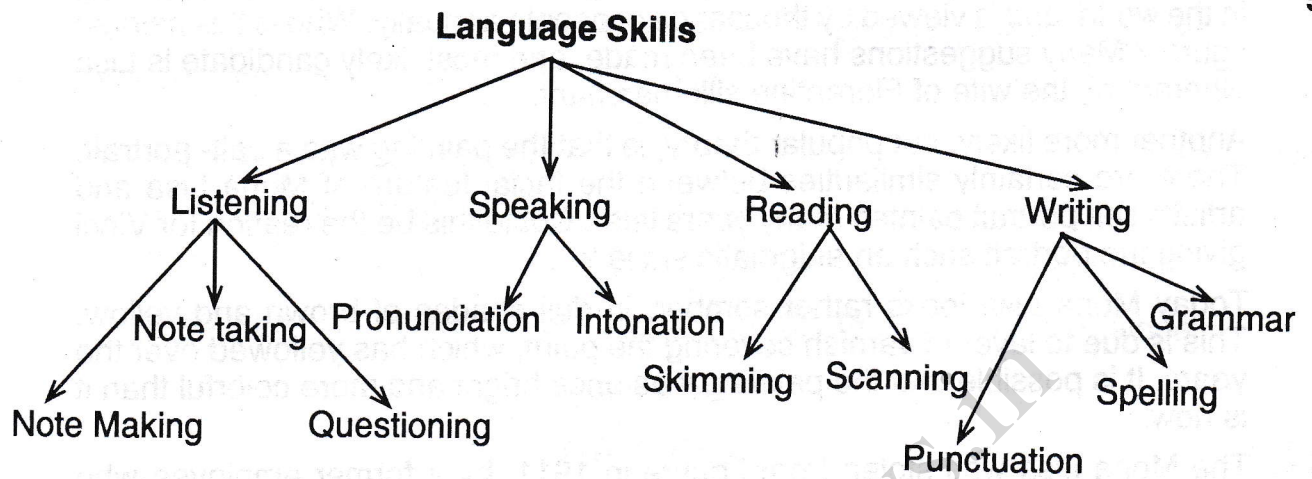 Language Skills
Listening Speaking Reading Writing
Note taking Pronunciation Intonation Grammar
Skimming Scanning Spelling
Note Making Questioning
Punctuation